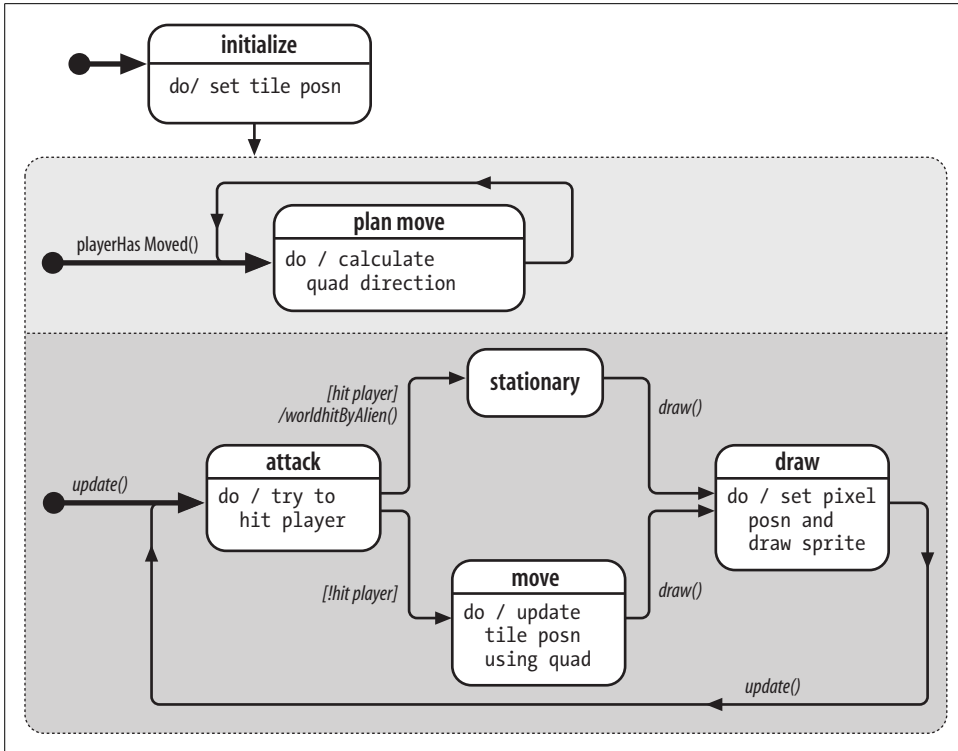 initialize
do/ set tile posn
plan move
playerHas Moved()
do / calculate
quad direction
stationary
[hit player]
/worldhitByAlien()
draw()
attack
draw
update()
do / try to
hit player
do / set pixel
posn and
draw sprite
move
[!hit player]
draw()
do / update
tile posn
using quad
update()